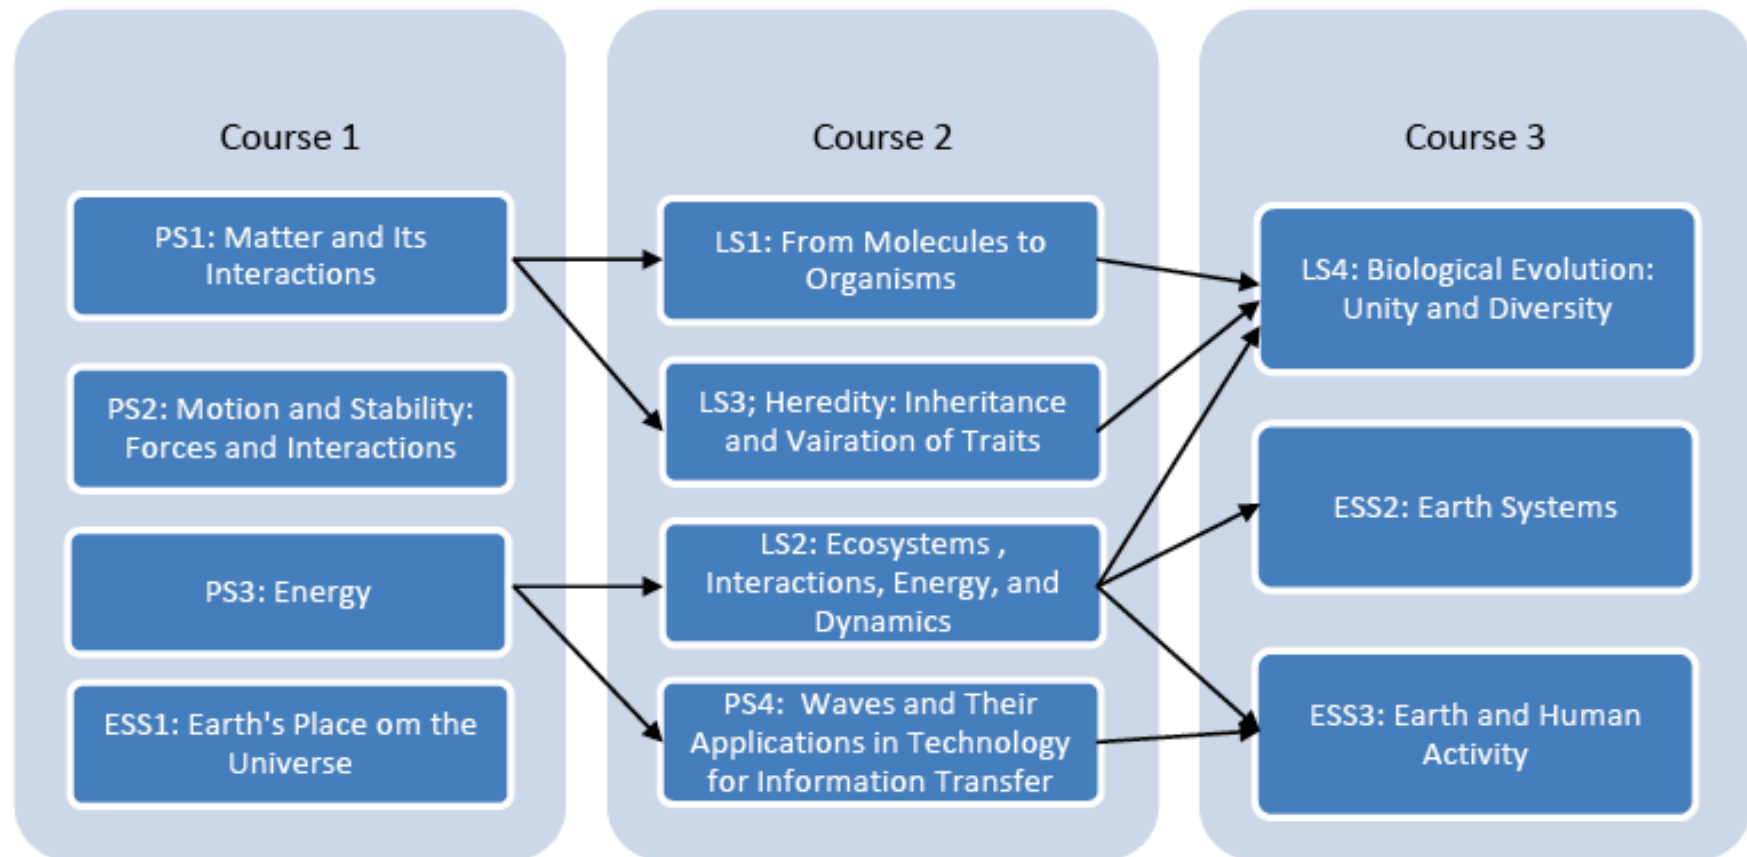 Course 1
PS1: Matter and Its
Interactions
PS2: Motion and Stability:
Forces and Interactions
PS3: Energy
ESS1: Earth's Place om the
Universe
Course 2
LS1: From Molecules to
Organisms
LS3; Heredity: Inheritance
and Vairation of Traits
LS2: Ecosystems ,
Interactions, Energy, and
Dynamics
PS4:  Waves and Their
Applications in Technology
for Information Transfer
Course 3
LS4: Biological Evolution:
Unity and Diversity
ESS2: Earth Systems
ESS3: Earth and Human
Activity